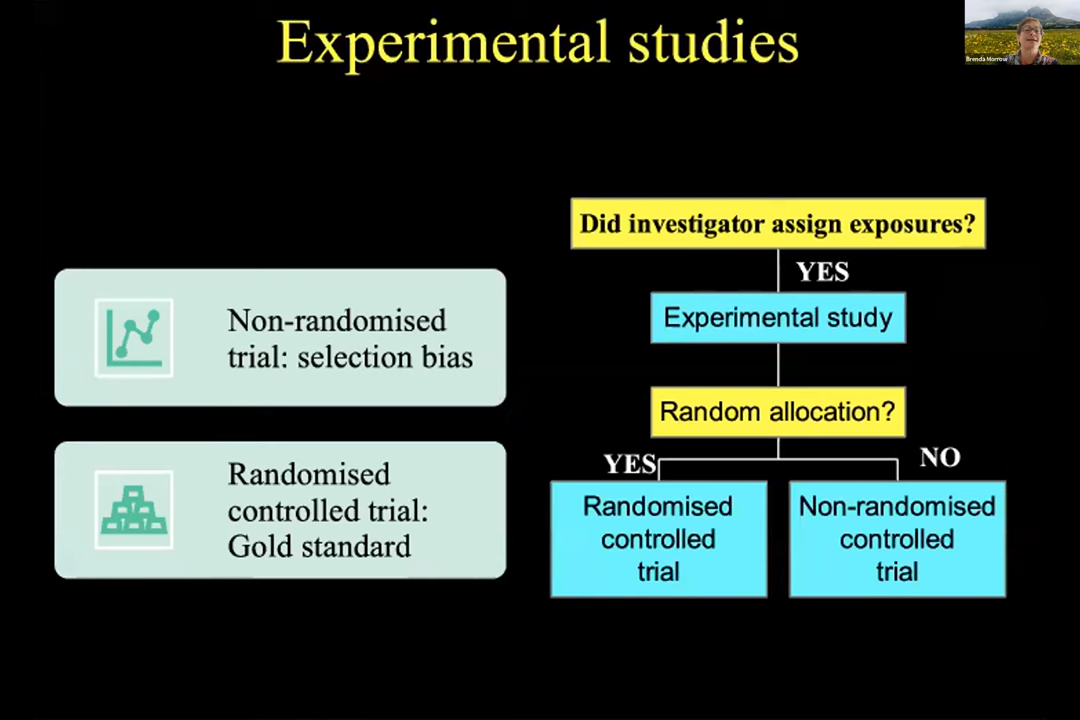 Experimental studies
Brenda Morrow
Non-randomised
trial: selection bias
Randomised
controlled trial:
Gold standard
Did investigator assign exposures?
YES
Experimental study
Random allocation?
YES
NO
Randomised
controlled
trial
Non-randomised
controlled
trial